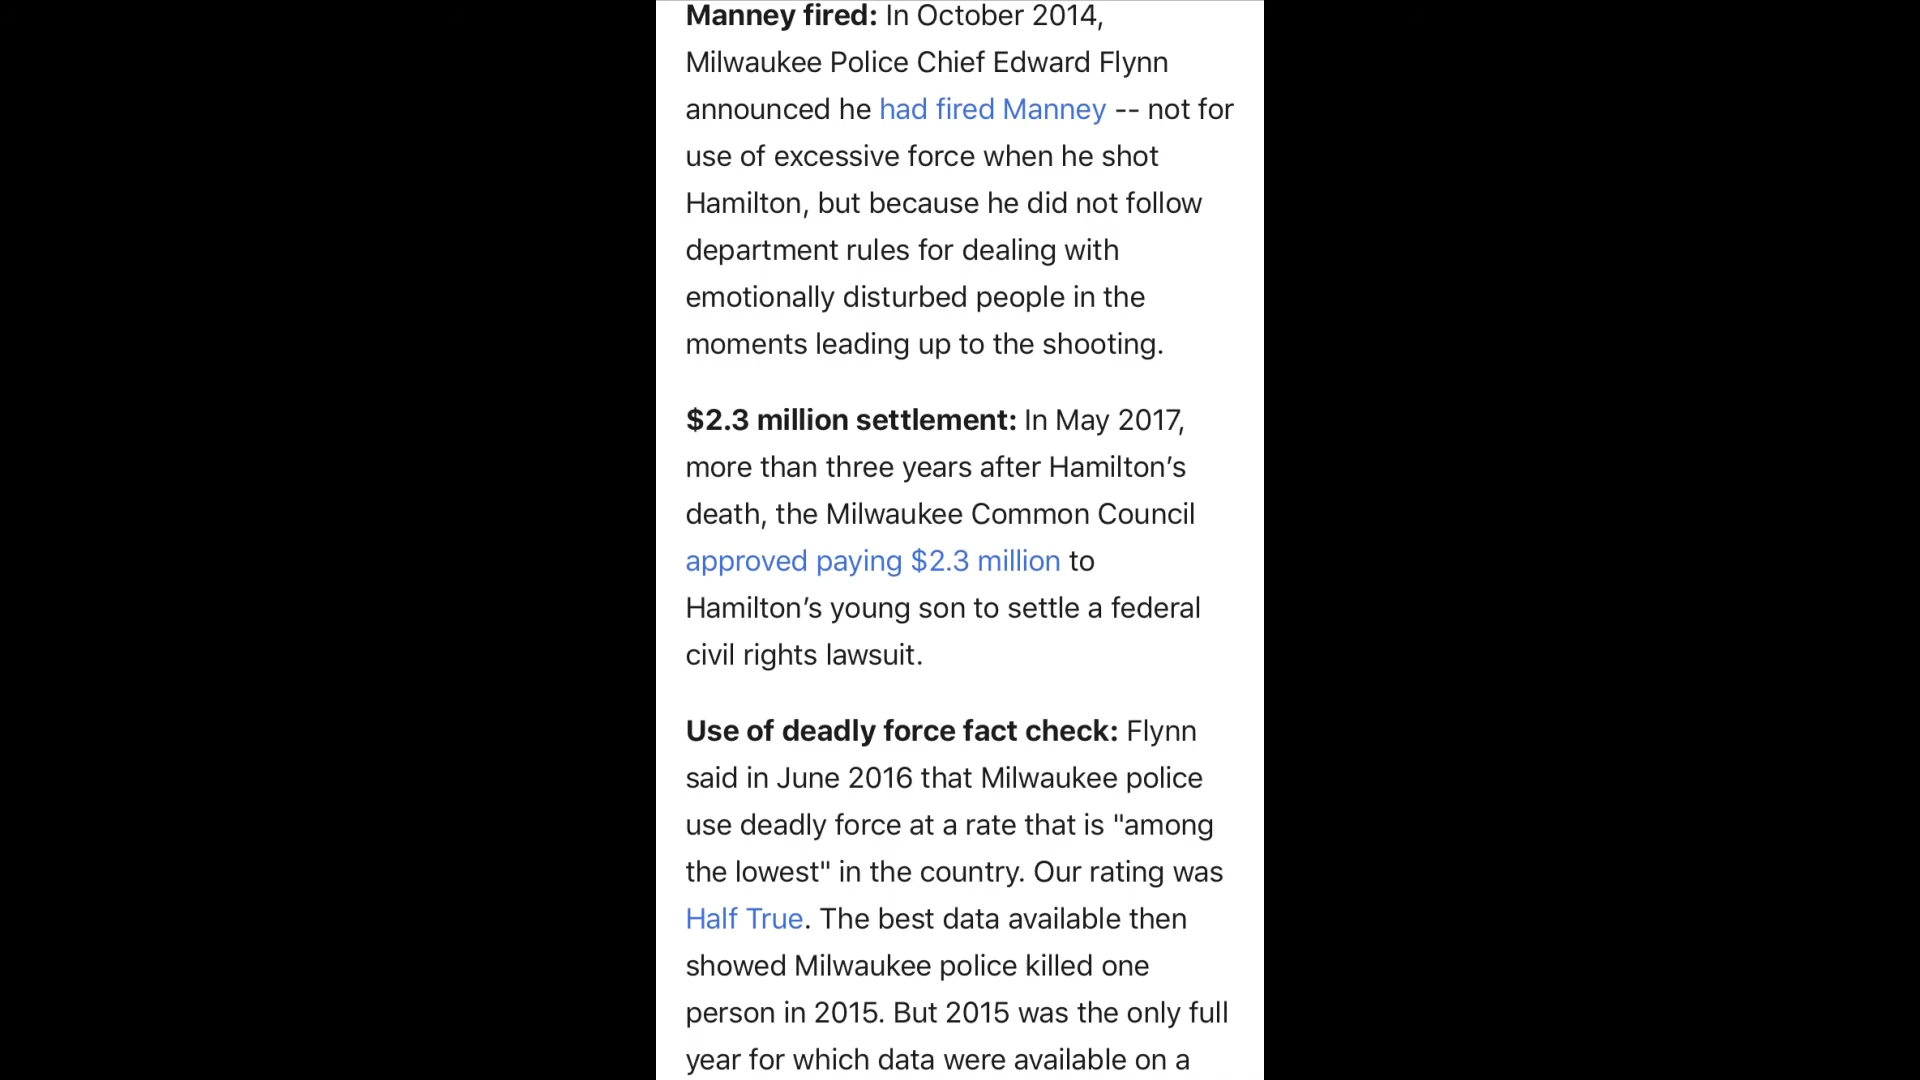 Manney fired: In October 2014,
Milwaukee Police Chief Edward Flynn
announced he had fired Manney -- not for
use of excessive force when he shot
Hamilton, but because he did not follow
department rules for dealing with
emotionally disturbed people in the
moments leading up to the shooting.
$2.3 million settlement: In May 2017,
more than three years after Hamilton’s
death, the Milwaukee Common Council
approved paying $2.3 million to
Hamilton’s young son to settle a federal
civil rights lawsuit.
Use of deadly force fact check: Flynn
said in June 2016 that Milwaukee police
use deadly force at a rate that is "among
the lowest" in the country. Our rating was
Half True. The best data available then
showed Milwaukee police killed one
person in 2015. But 2015 was the only full
year for which data were available on a